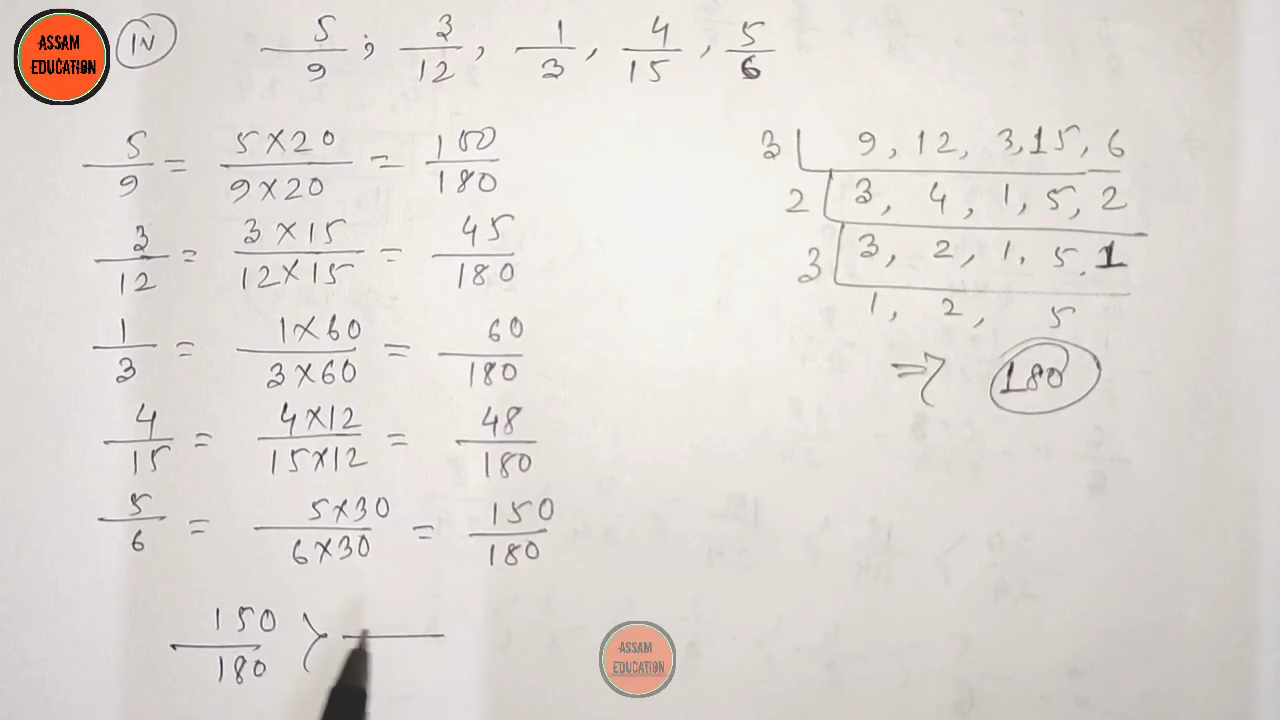 ASSAM
EDUCATION
IV
5/9 ; 3/12 , 1/3 , 4/15 , 5/6
5/9 = 5×20/9×20 = 100/180
3/12 = 3×15/12×15 = 45/180
1/3 = 1×60/3×60 = 60/180
4/15 = 4×12/15×12 = 48/180
5/6 = 5×30/6×30 = 150/180
150/180 >
3 9, 12, 3, 15, 6
2 3, 4, 1, 5, 2
3 3, 2, 1, 5, 1
1, 2, 5
⇒ 180
ASSAM
EDUCATION